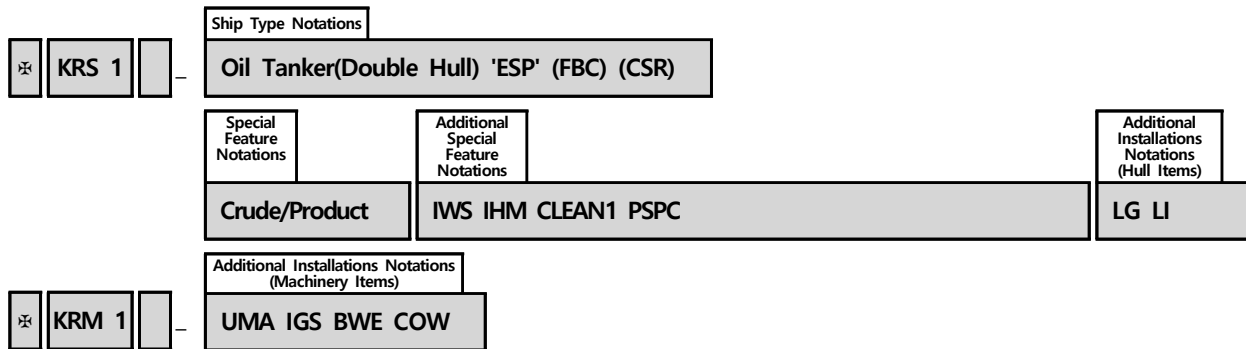 Ship Type Notations
✠ KRS 1 _ Oil Tanker(Double Hull) 'ESP' (FBC) (CSR)
Special
Feature
Notations
Additional
Special
Feature
Notations
Additional
Installations
Notations
(Hull Items)
Crude/Product IWS IHM CLEAN1 PSPC LG LI
Additional Installations Notations
(Machinery Items)
✠ KRM 1 _ UMA IGS BWE COW